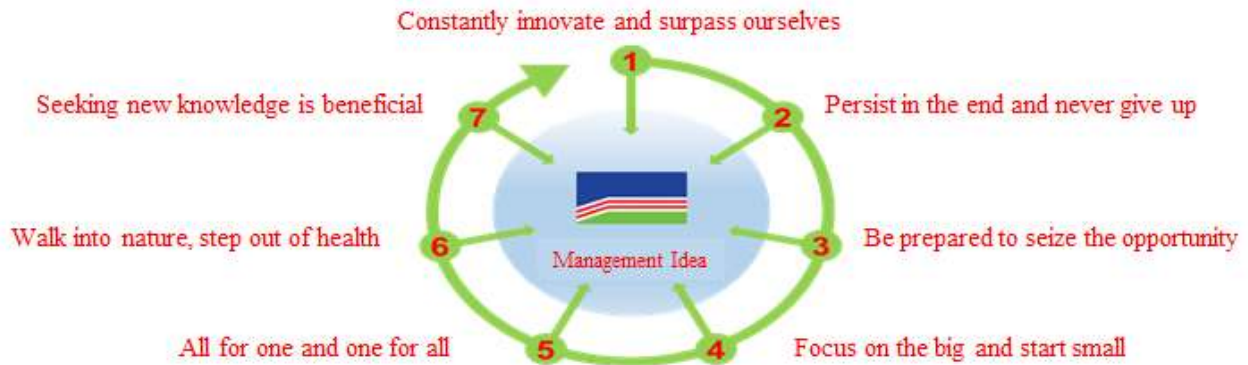 Constantly innovate and surpass ourselves
1
Seeking new knowledge is beneficial
7
2
Persist in the end and never give up
Walk into nature, step out of health
6
Management Idea
3
Be prepared to seize the opportunity
All for one and one for all
5
4
Focus on the big and start small